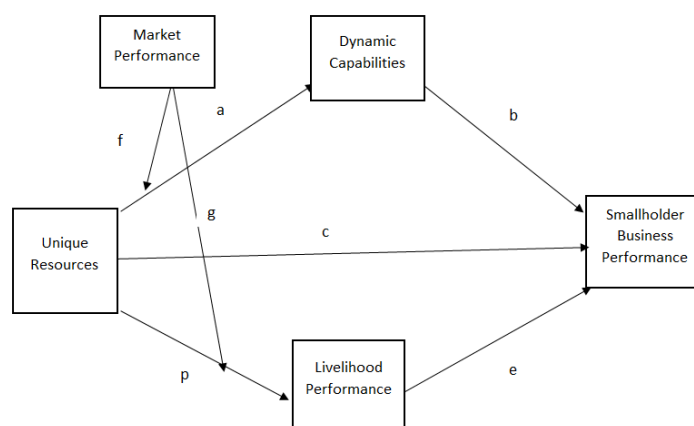 Market
Performance
Dynamic
Capabilities
a
b
f
g
Unique
Resources
c
Smallholder
Business
Performance
p
Livelihood
Performance
e